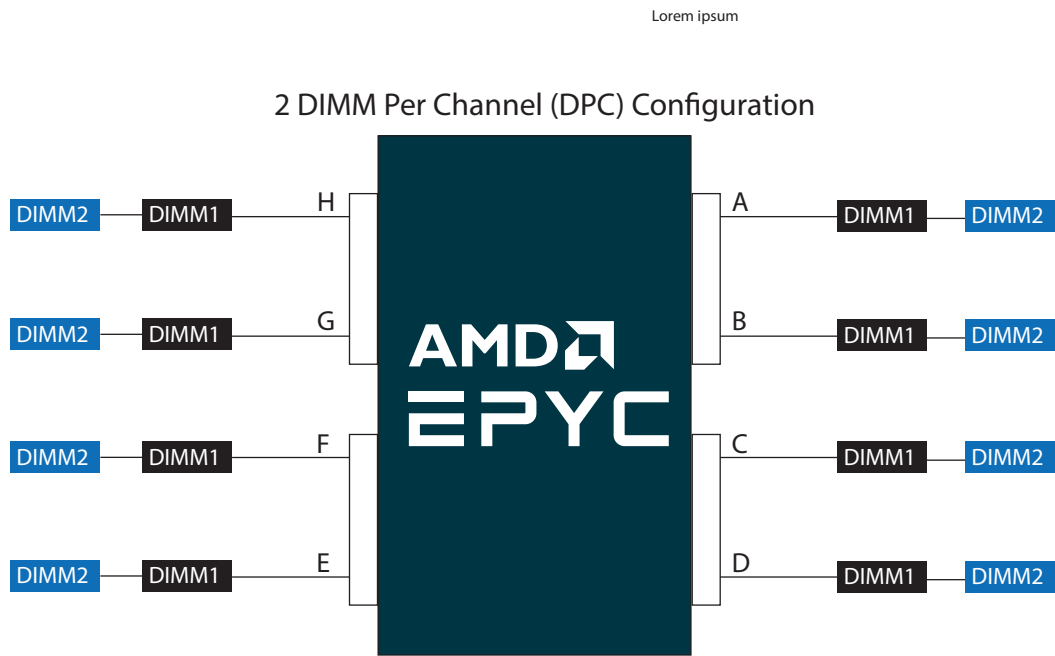 Lorem ipsum
2 DIMM Per Channel (DPC) Configuration
H
A
DIMM2 DIMM1
DIMM1 DIMM2
G
B
DIMM2 DIMM1
DIMM1 DIMM2
AMD
EPYC
F
C
DIMM2 DIMM1
DIMM1 DIMM2
E
D
DIMM2 DIMM1
DIMM1 DIMM2